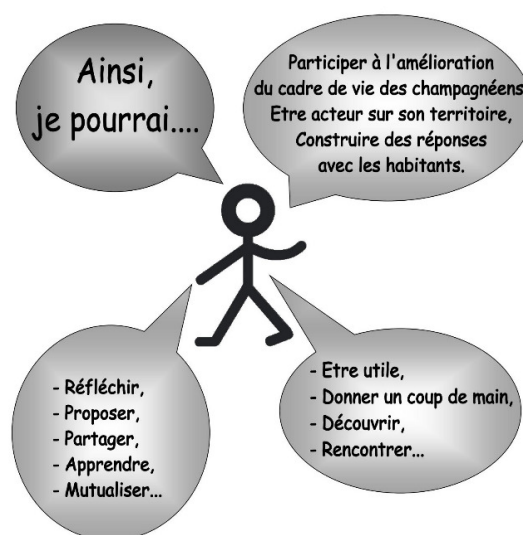 Ainsi,
je pourrai....
Participer à l'amélioration
du cadre de vie des champagnéens
Etre acteur sur son territoire,
Construire des réponses
avec les habitants.
- Réfléchir,
- Proposer,
- Partager,
- Apprendre,
- Mutualiser...
- Etre utile,
- Donner un coup de main,
- Découvrir,
- Rencontrer...